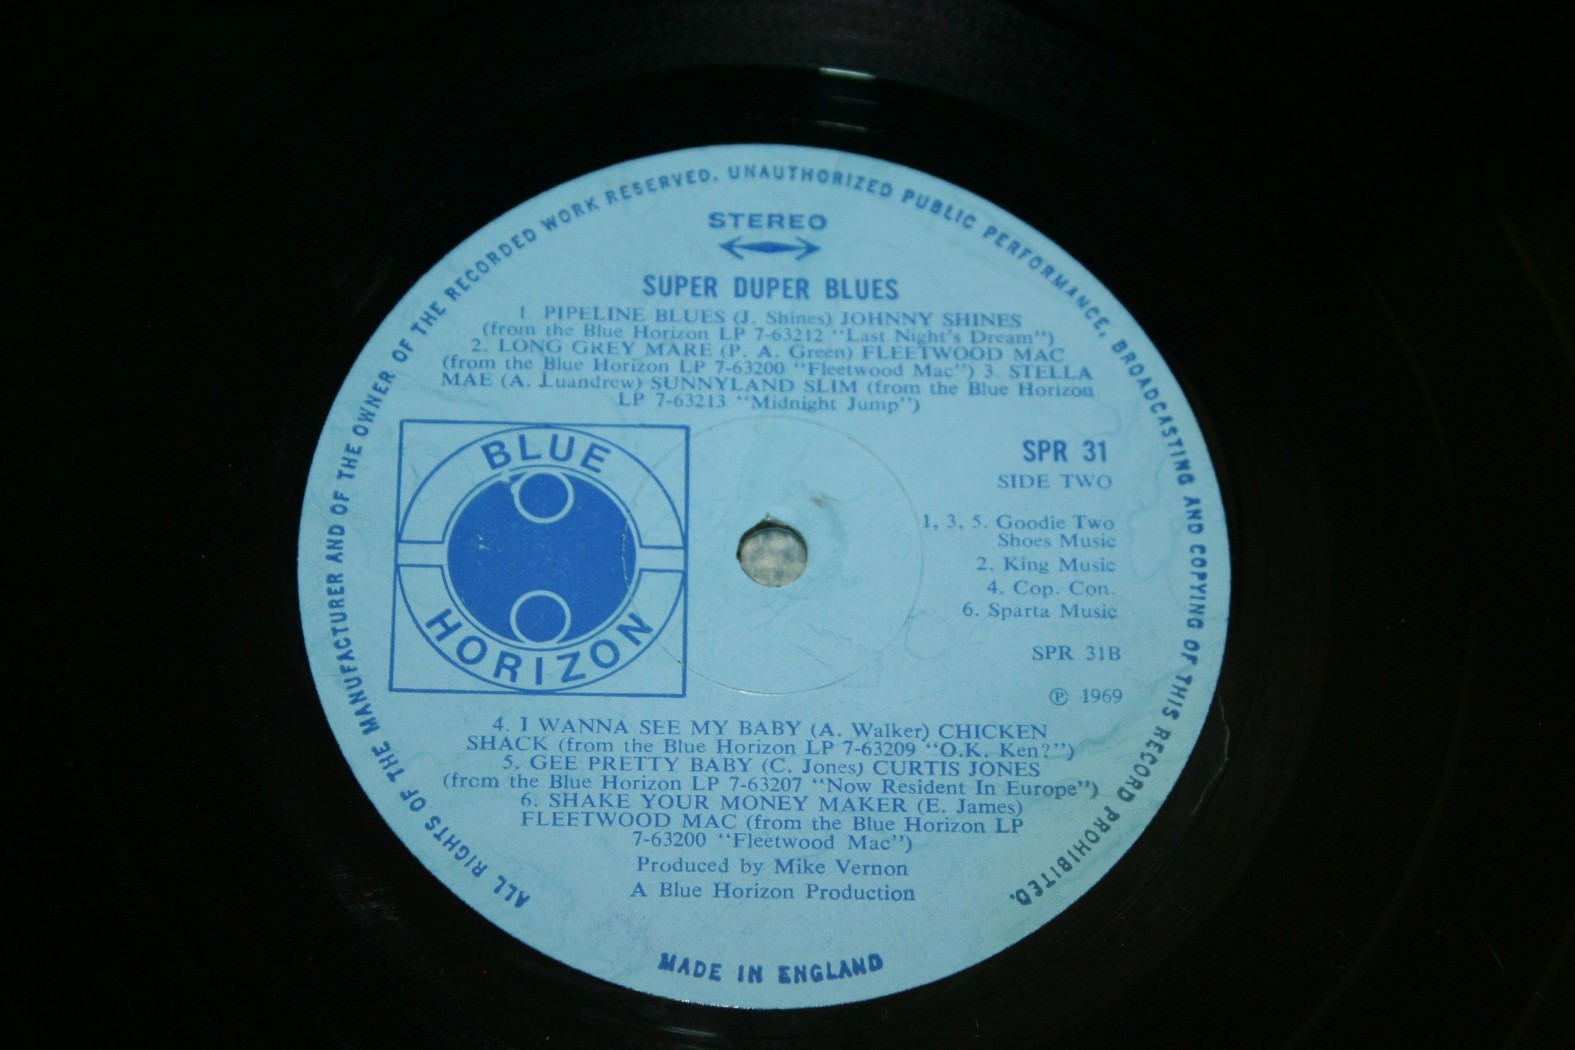 ALL RIGHTS OF THE MANUFACTURER AND OF THE OWNER OF THE RECORDED WORK RESERVED. UNAUTHORIZED PUBLIC PERFORMANCE, BROADCASTING AND COPYING OF THIS RECORD PROHIBITED.
STEREO
SUPER DUPER BLUES
1. PIPELINE BLUES (J. Shines) JOHNNY SHINES
(from the Blue Horizon LP 7-63212 "Last Night's Dream")
2. LONG GREY MARE (P. A. Green) FLEETWOOD MAC
(from the Blue Horizon LP 7-63200 "Fleetwood Mac") 3. STELLA
MAE (A. Luandrew) SUNNYLAND SLIM (from the Blue Horizon
LP 7-63213 "Midnight Jump")
BLUE
HORIZON
SPR 31
SIDE TWO
1, 3, 5. Goodie Two
Shoes Music
2. King Music
4. Cop. Con.
6. Sparta Music
SPR 31B
℗ 1969
4. I WANNA SEE MY BABY (A. Walker) CHICKEN
SHACK (from the Blue Horizon LP 7-63209 "O.K. Ken?")
5. GEE PRETTY BABY (C. Jones) CURTIS JONES
(from the Blue Horizon LP 7-63207 "Now Resident In Europe")
6. SHAKE YOUR MONEY MAKER (E. James)
FLEETWOOD MAC (from the Blue Horizon LP
7-63200 "Fleetwood Mac")
Produced by Mike Vernon
A Blue Horizon Production
MADE IN ENGLAND